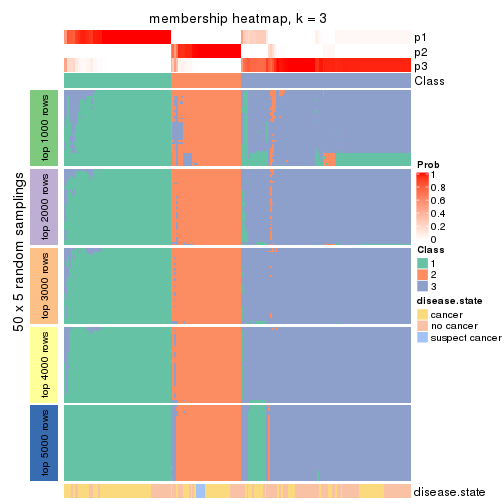 membership heatmap, k = 3
p1
p2
p3
Class
50 x 5 random samplings
top 1000 rows
top 2000 rows
top 3000 rows
top 4000 rows
top 5000 rows
Prob
1
0.8
0.6
0.4
0.2
0
Class
1
2
3
disease.state
cancer
no cancer
suspect cancer
disease.state